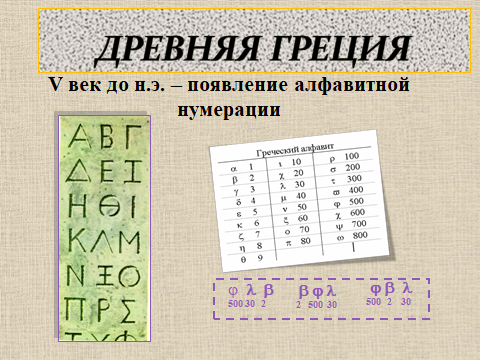 ДРЕВНЯЯ ГРЕЦИЯ
V век до н.э. – появление алфавитной
нумерации
Α Β Γ
Δ Ε Ι
Η Θ Ι
Κ Λ Μ
Ν Ξ Ο
Π Ρ Σ
Τ Υ Φ
Греческий алфавит
α 1 ι 10 ρ 100
β 2 χ 20 σ 200
γ 3 λ 30 τ 300
δ 4 μ 40 ϖ 400
ε 5 ν 50 φ 500
κ 6 ξ 60 χ 600
ζ 7 ο 70 ψ 700
η 8 π 80 ω 800
θ 9
φ λ β β φ λ φ β λ
500 30 2 2 500 30 500 2 30